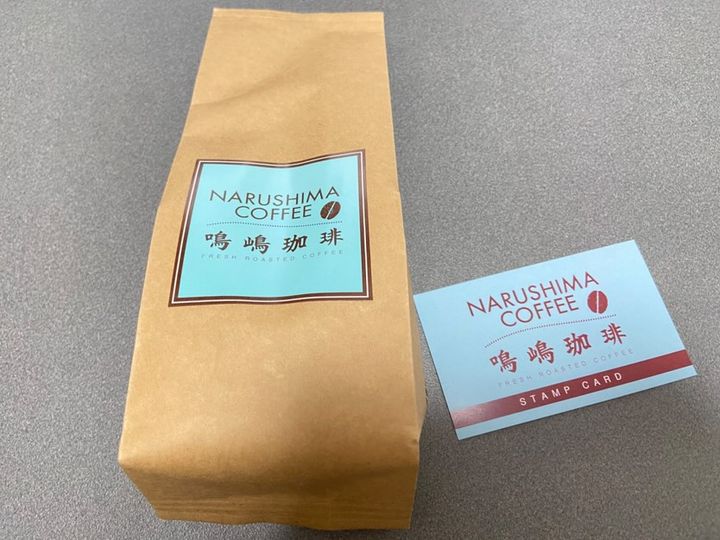 NARUSHIMA
COFFEE
鳴嶋珈琲
FRESH ROASTED COFFEE
NARUSHIMA
COFFEE
鳴嶋珈琲
FRESH ROASTED COFFEE
STAMP CARD